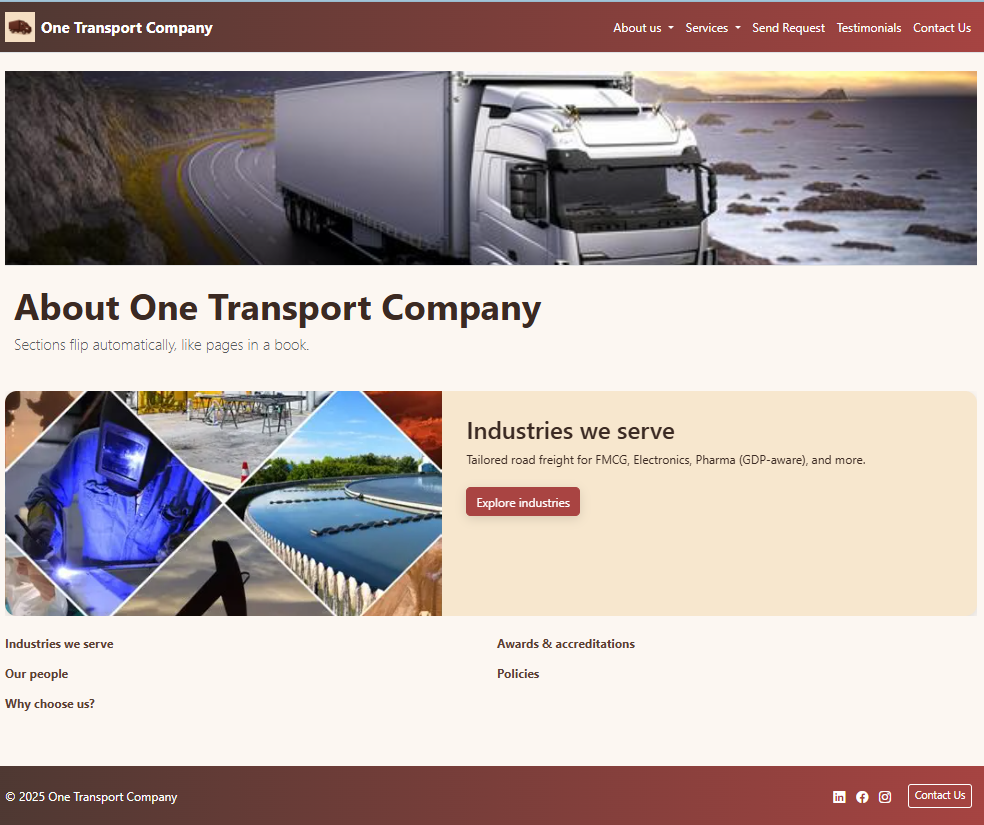 One Transport Company
About us
Services
Send Request
Testimonials
Contact Us
About One Transport Company
Sections flip automatically, like pages in a book.
Industries we serve
Tailored road freight for FMCG, Electronics, Pharma (GDP-aware), and more.
Explore industries
Industries we serve
Awards & accreditations
Our people
Policies
Why choose us?
© 2025 One Transport Company
Contact Us